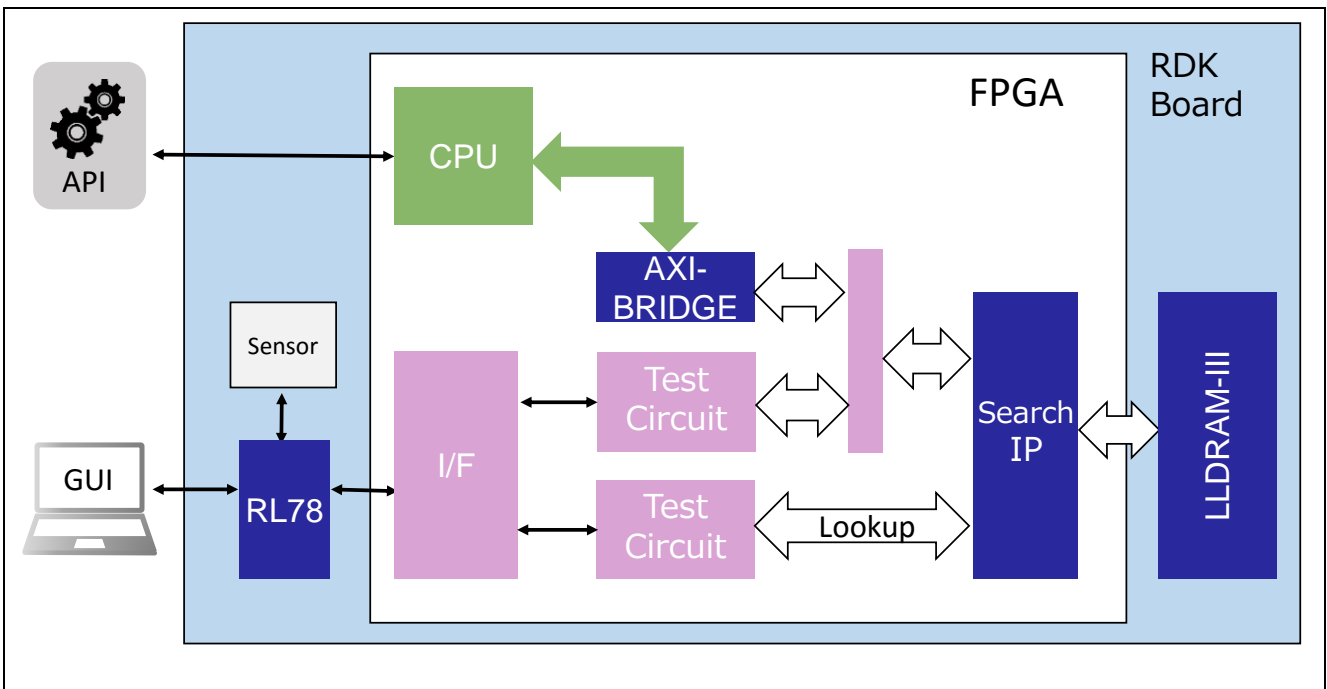 RDK
Board
FPGA
API
CPU
AXI-
BRIDGE
Sensor
Test
Circuit
Search
IP
LLDRAM-III
GUI
RL78
I/F
Test
Circuit
Lookup